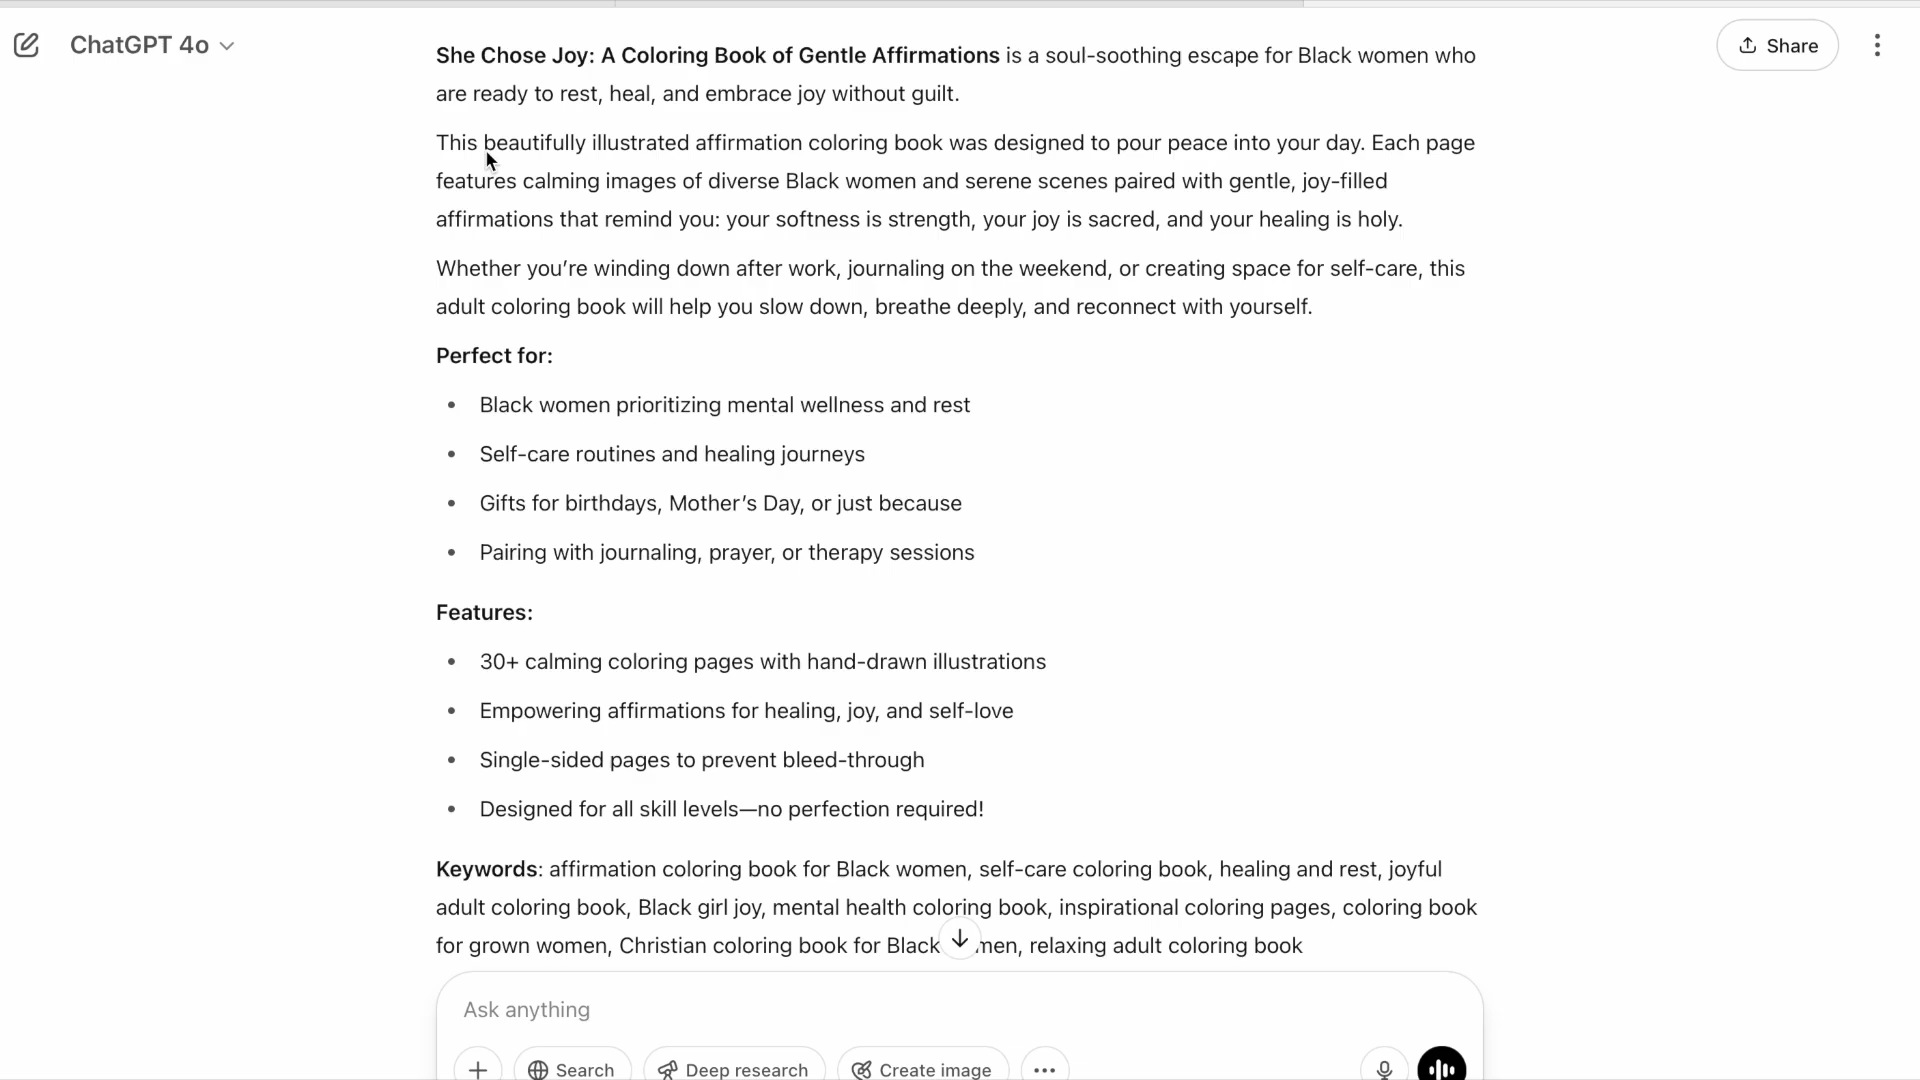 ChatGPT 4o
Share
She Chose Joy: A Coloring Book of Gentle Affirmations is a soul-soothing escape for Black women who
are ready to rest, heal, and embrace joy without guilt.
This beautifully illustrated affirmation coloring book was designed to pour peace into your day. Each page
features calming images of diverse Black women and serene scenes paired with gentle, joy-filled
affirmations that remind you: your softness is strength, your joy is sacred, and your healing is holy.
Whether you’re winding down after work, journaling on the weekend, or creating space for self-care, this
adult coloring book will help you slow down, breathe deeply, and reconnect with yourself.
Perfect for:
• Black women prioritizing mental wellness and rest
• Self-care routines and healing journeys
• Gifts for birthdays, Mother’s Day, or just because
• Pairing with journaling, prayer, or therapy sessions
Features:
• 30+ calming coloring pages with hand-drawn illustrations
• Empowering affirmations for healing, joy, and self-love
• Single-sided pages to prevent bleed-through
• Designed for all skill levels—no perfection required!
Keywords: affirmation coloring book for Black women, self-care coloring book, healing and rest, joyful
adult coloring book, Black girl joy, mental health coloring book, inspirational coloring pages, coloring book
for grown women, Christian coloring book for Black men, relaxing adult coloring book
Ask anything
Search Deep research Create image